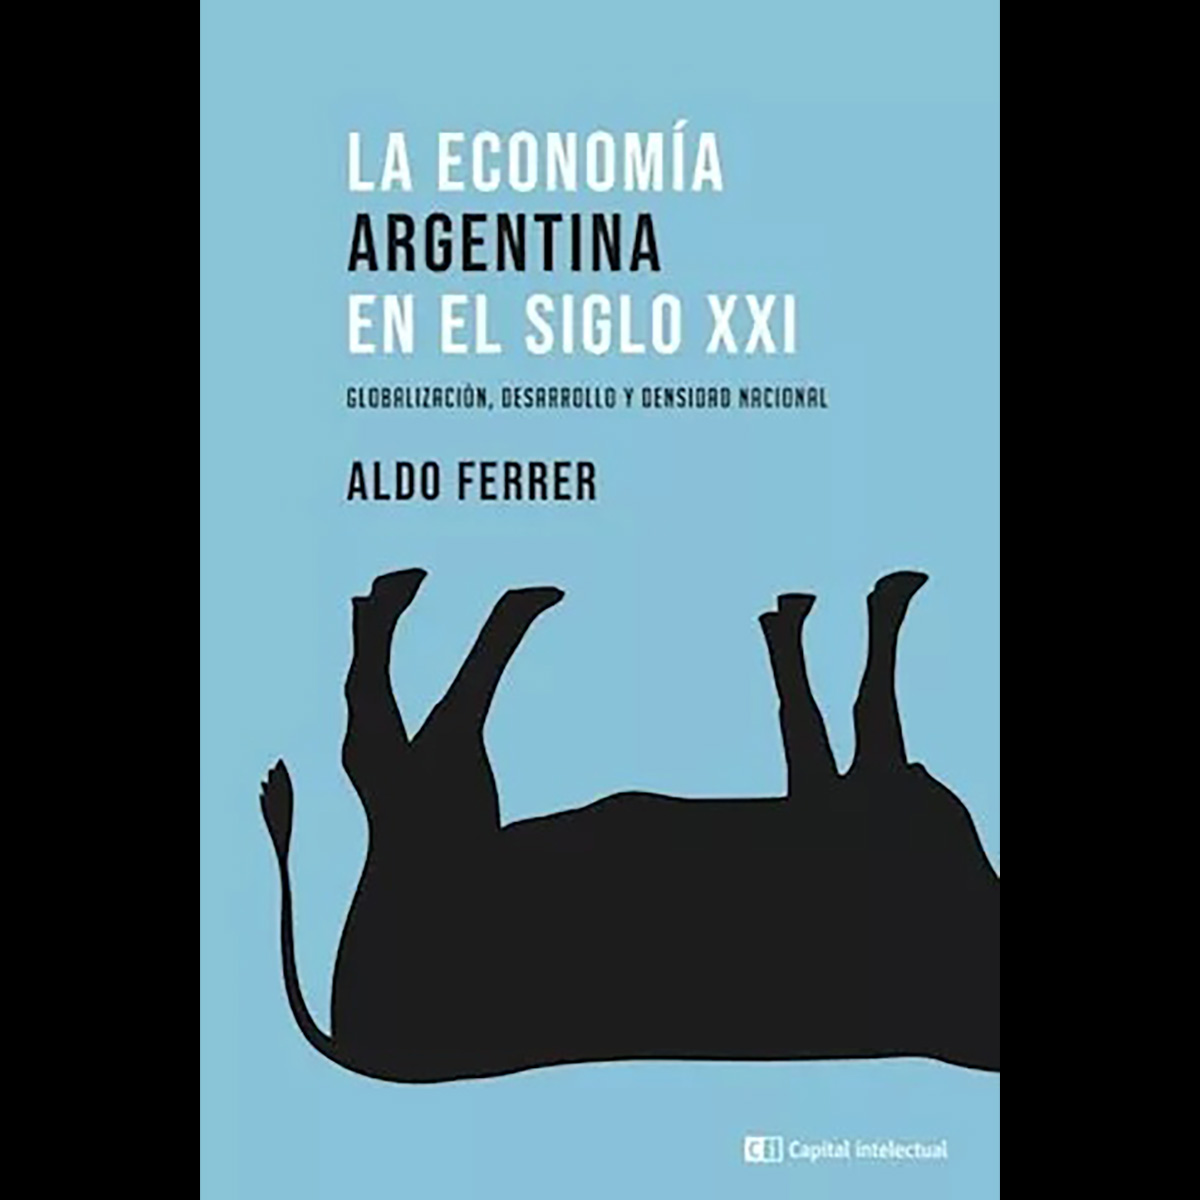 LA ECONOMÍA
ARGENTINA
EN EL SIGLO XXI
GLOBALIZACIÓN, DESARROLLO Y DENSIDAD NACIONAL
ALDO FERRER
Ci Capital intelectual